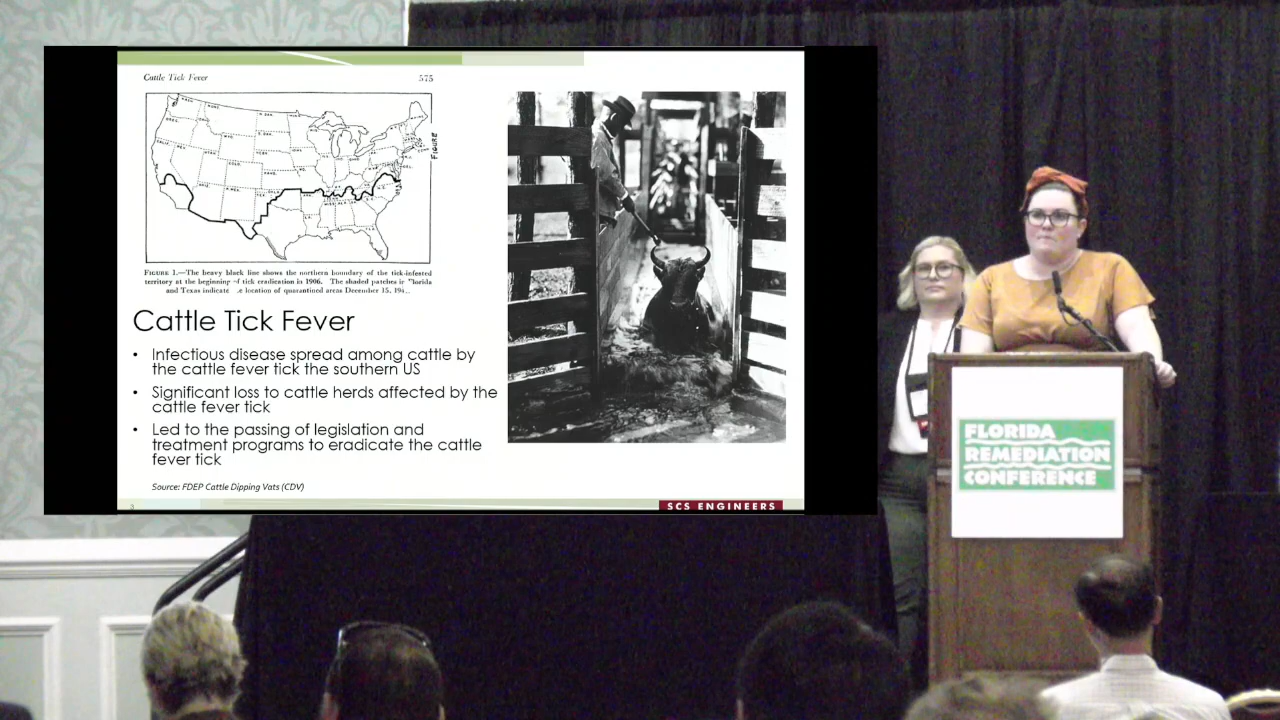 Cattle Tick Fever
575
FIGURE
FIGURE 1.—The heavy black line shows the northern boundary of the tick-infested
territory at the beginning of tick eradication in 1906. The shaded patches in Florida
and Texas indicate location of quarantined areas December 15,
Cattle Tick Fever
• Infectious disease spread among cattle by
the cattle fever tick the southern US
• Significant loss to cattle herds affected by the
cattle fever tick
• Led to the passing of legislation and
treatment programs to eradicate the cattle
fever tick
Source: FDEP Cattle Dipping Vats (CDV)
3
SCS ENGINEERS
FLORIDA
REMEDIATION
CONFERENCE